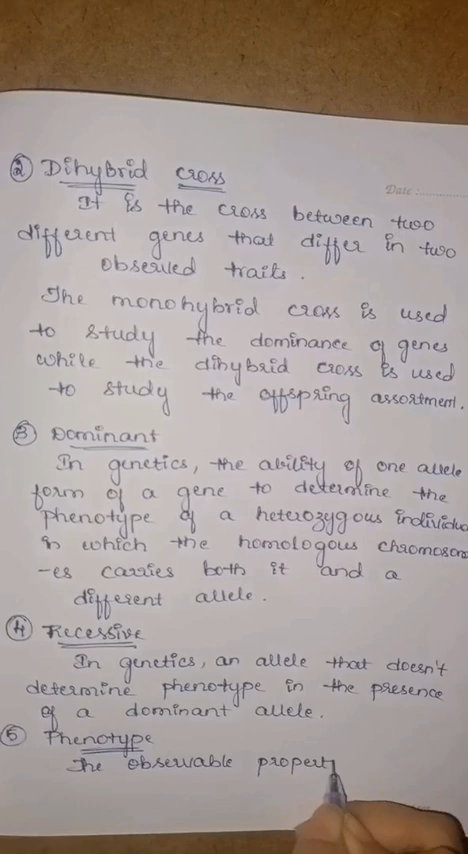 Date :
② Dihybrid cross
It is the cross between two
different genes that differ in two
observed traits.
The monohybrid cross is used
to study the dominance of genes
while the dihybrid cross is used
to study the offspring assortment.
③ Dominant
In genetics, the ability of one allele
form of a gene to determine the
phenotype of a heterozygous individua
in which the homologous chromosom
-es carries both it and a
different allele.
④ Recessive
In genetics, an allele that doesn't
determine phenotype in the presence
of a dominant allele.
⑤ Phenotype
The observable propert